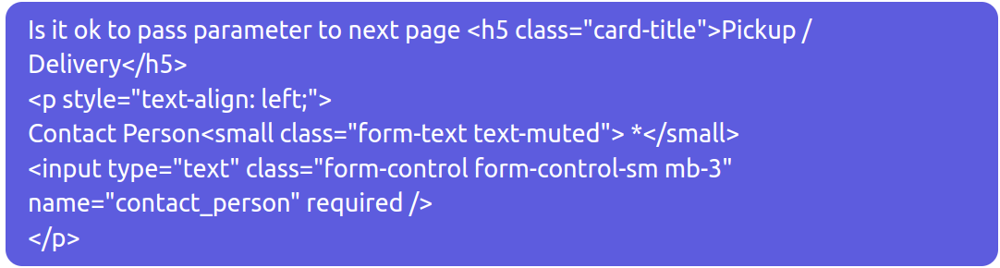 Is it ok to pass parameter to next page <h5 class="card-title">Pickup /
Delivery</h5>
<p style="text-align: left;">
Contact Person<small class="form-text text-muted"> *</small>
<input type="text" class="form-control form-control-sm mb-3"
name="contact_person" required />
</p>